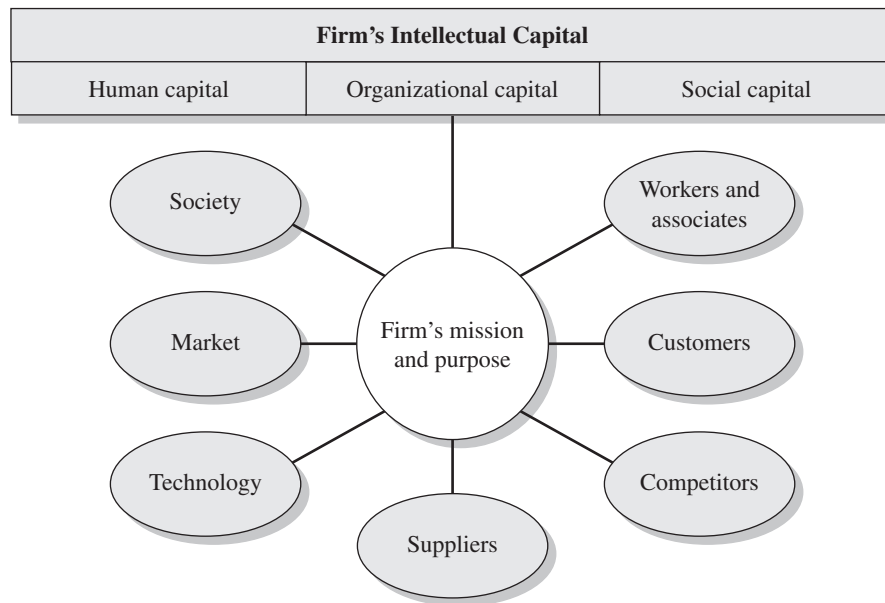 Firm's Intellectual Capital
Human capital
Organizational capital
Social capital
Society
Workers and
associates
Market
Firm's mission
and purpose
Customers
Technology
Competitors
Suppliers